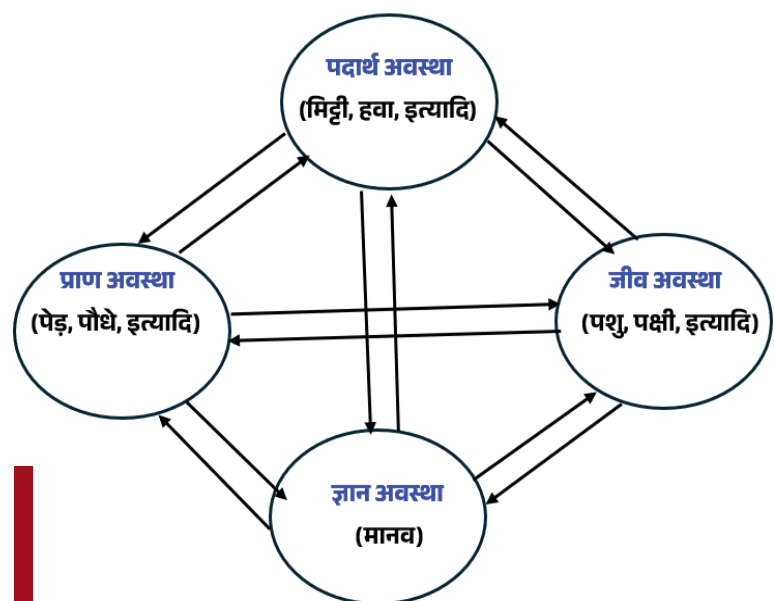 पदार्थ अवस्था
(मिट्टी, हवा, इत्यादि)
प्राण अवस्था
(पेड़, पौधे, इत्यादि)
जीव अवस्था
(पशु, पक्षी, इत्यादि)
ज्ञान अवस्था
(मानव)